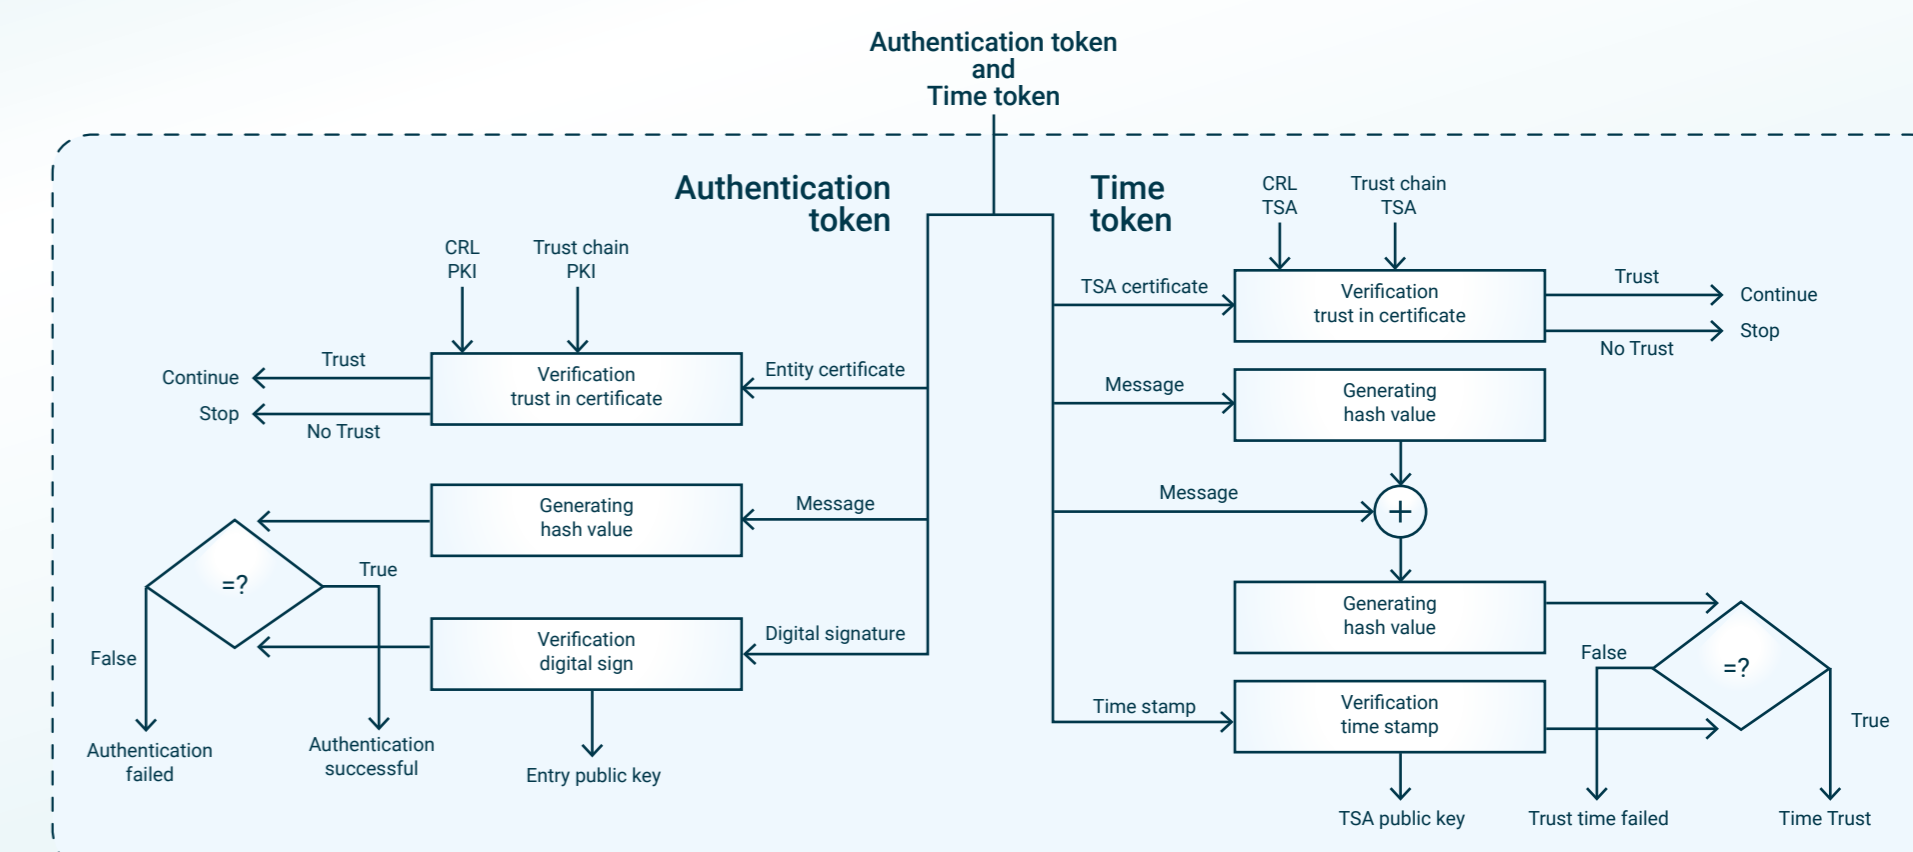 Authentication token
and
Time token
Authentication
token
CRL
PKI
Trust chain
PKI
Verification
trust in certificate
Entity certificate
Trust
Continue
Stop
No Trust
Generating
hash value
Message
=?
True
False
Verification
digital sign
Digital signature
Authentication
failed
Authentication
successful
Entry public key
Time
token
CRL
TSA
Trust chain
TSA
TSA certificate
Verification
trust in certificate
Trust
Continue
Stop
No Trust
Message
Generating
hash value
Message
+
Generating
hash value
False
=?
True
Time stamp
Verification
time stamp
TSA public key
Trust time failed
Time Trust